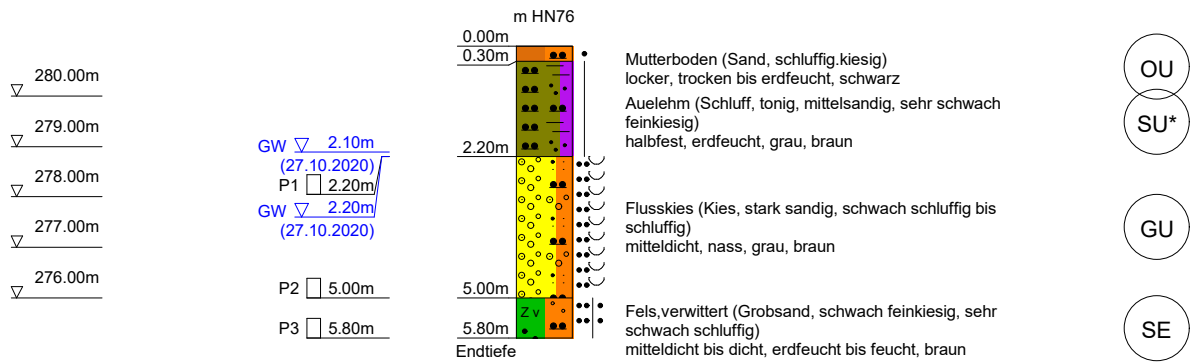 m HN76
0.00m
0.30m
Mutterboden (Sand, schluffig.kiesig)
locker, trocken bis erdfeucht, schwarz
OU
280.00m
Auelehm (Schluff, tonig, mittelsandig, sehr schwach
feinkiesig)
halbfest, erdfeucht, grau, braun
SU*
279.00m
GW 2.10m
(27.10.2020)
2.20m
278.00m
P1 2.20m
GW 2.20m
(27.10.2020)
Flusskies (Kies, stark sandig, schwach schluffig bis
schluffig)
mitteldicht, nass, grau, braun
GU
277.00m
276.00m
P2 5.00m
5.00m
Z v
Fels,verwittert (Grobsand, schwach feinkiesig, sehr
schwach schluffig)
mitteldicht bis dicht, erdfeucht bis feucht, braun
SE
P3 5.80m
5.80m
Endtiefe